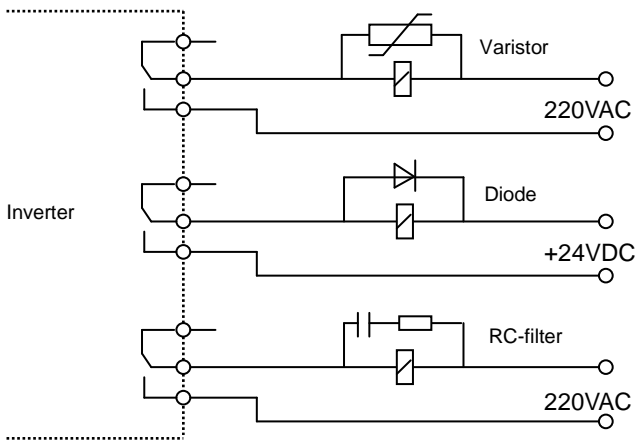 Varistor
220VAC
Diode
Inverter
+24VDC
RC-filter
220VAC